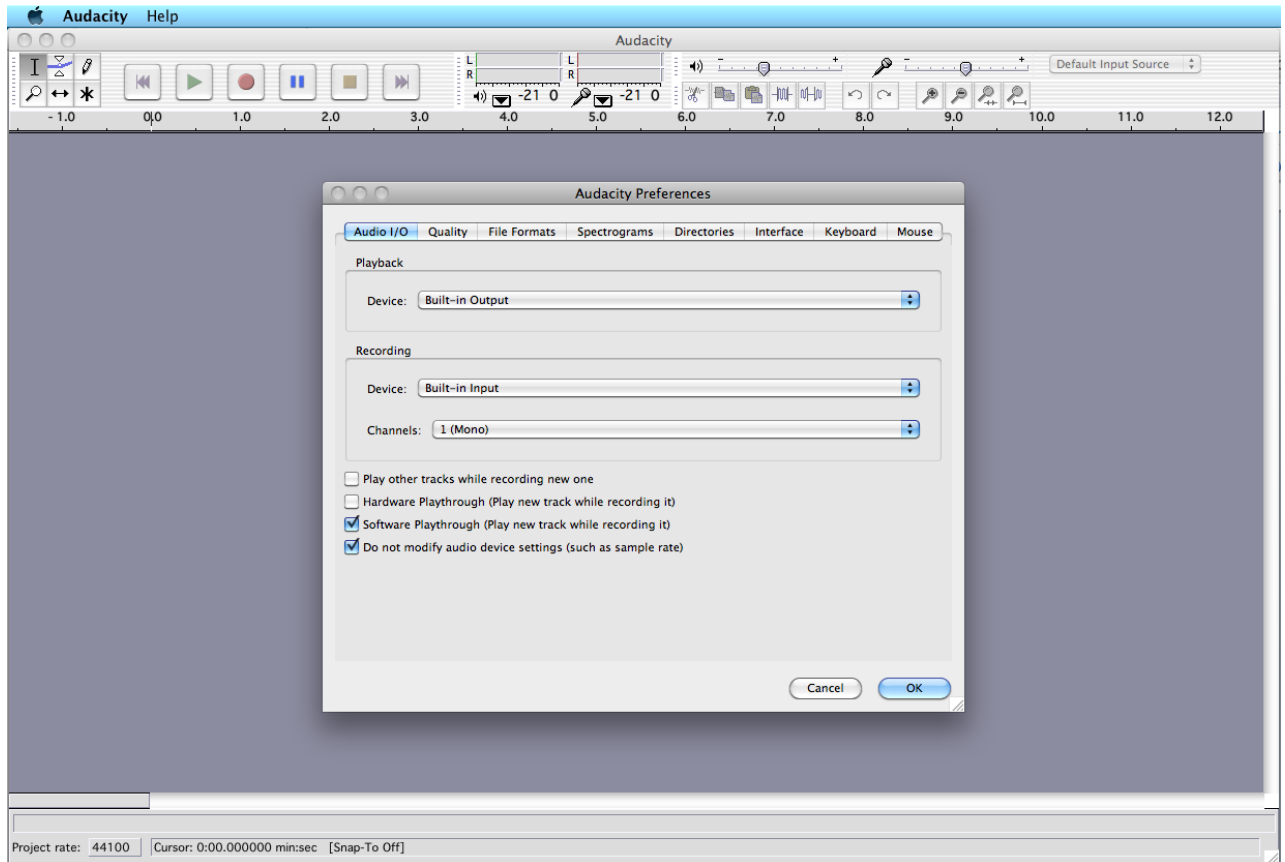 Audacity Help
Audacity
L L
R R
-21 0 -21 0
- + - +
Default Input Source
- 1.0 0.0 1.0 2.0 3.0 4.0 5.0 6.0 7.0 8.0 9.0 10.0 11.0 12.0
Audacity Preferences
Audio I/O Quality File Formats Spectrograms Directories Interface Keyboard Mouse
Playback
Device: Built-in Output
Recording
Device: Built-in Input
Channels: 1 (Mono)
Play other tracks while recording new one
Hardware Playthrough (Play new track while recording it)
Software Playthrough (Play new track while recording it)
Do not modify audio device settings (such as sample rate)
Cancel OK
Project rate: 44100 Cursor: 0:00.000000 min:sec [Snap-To Off]